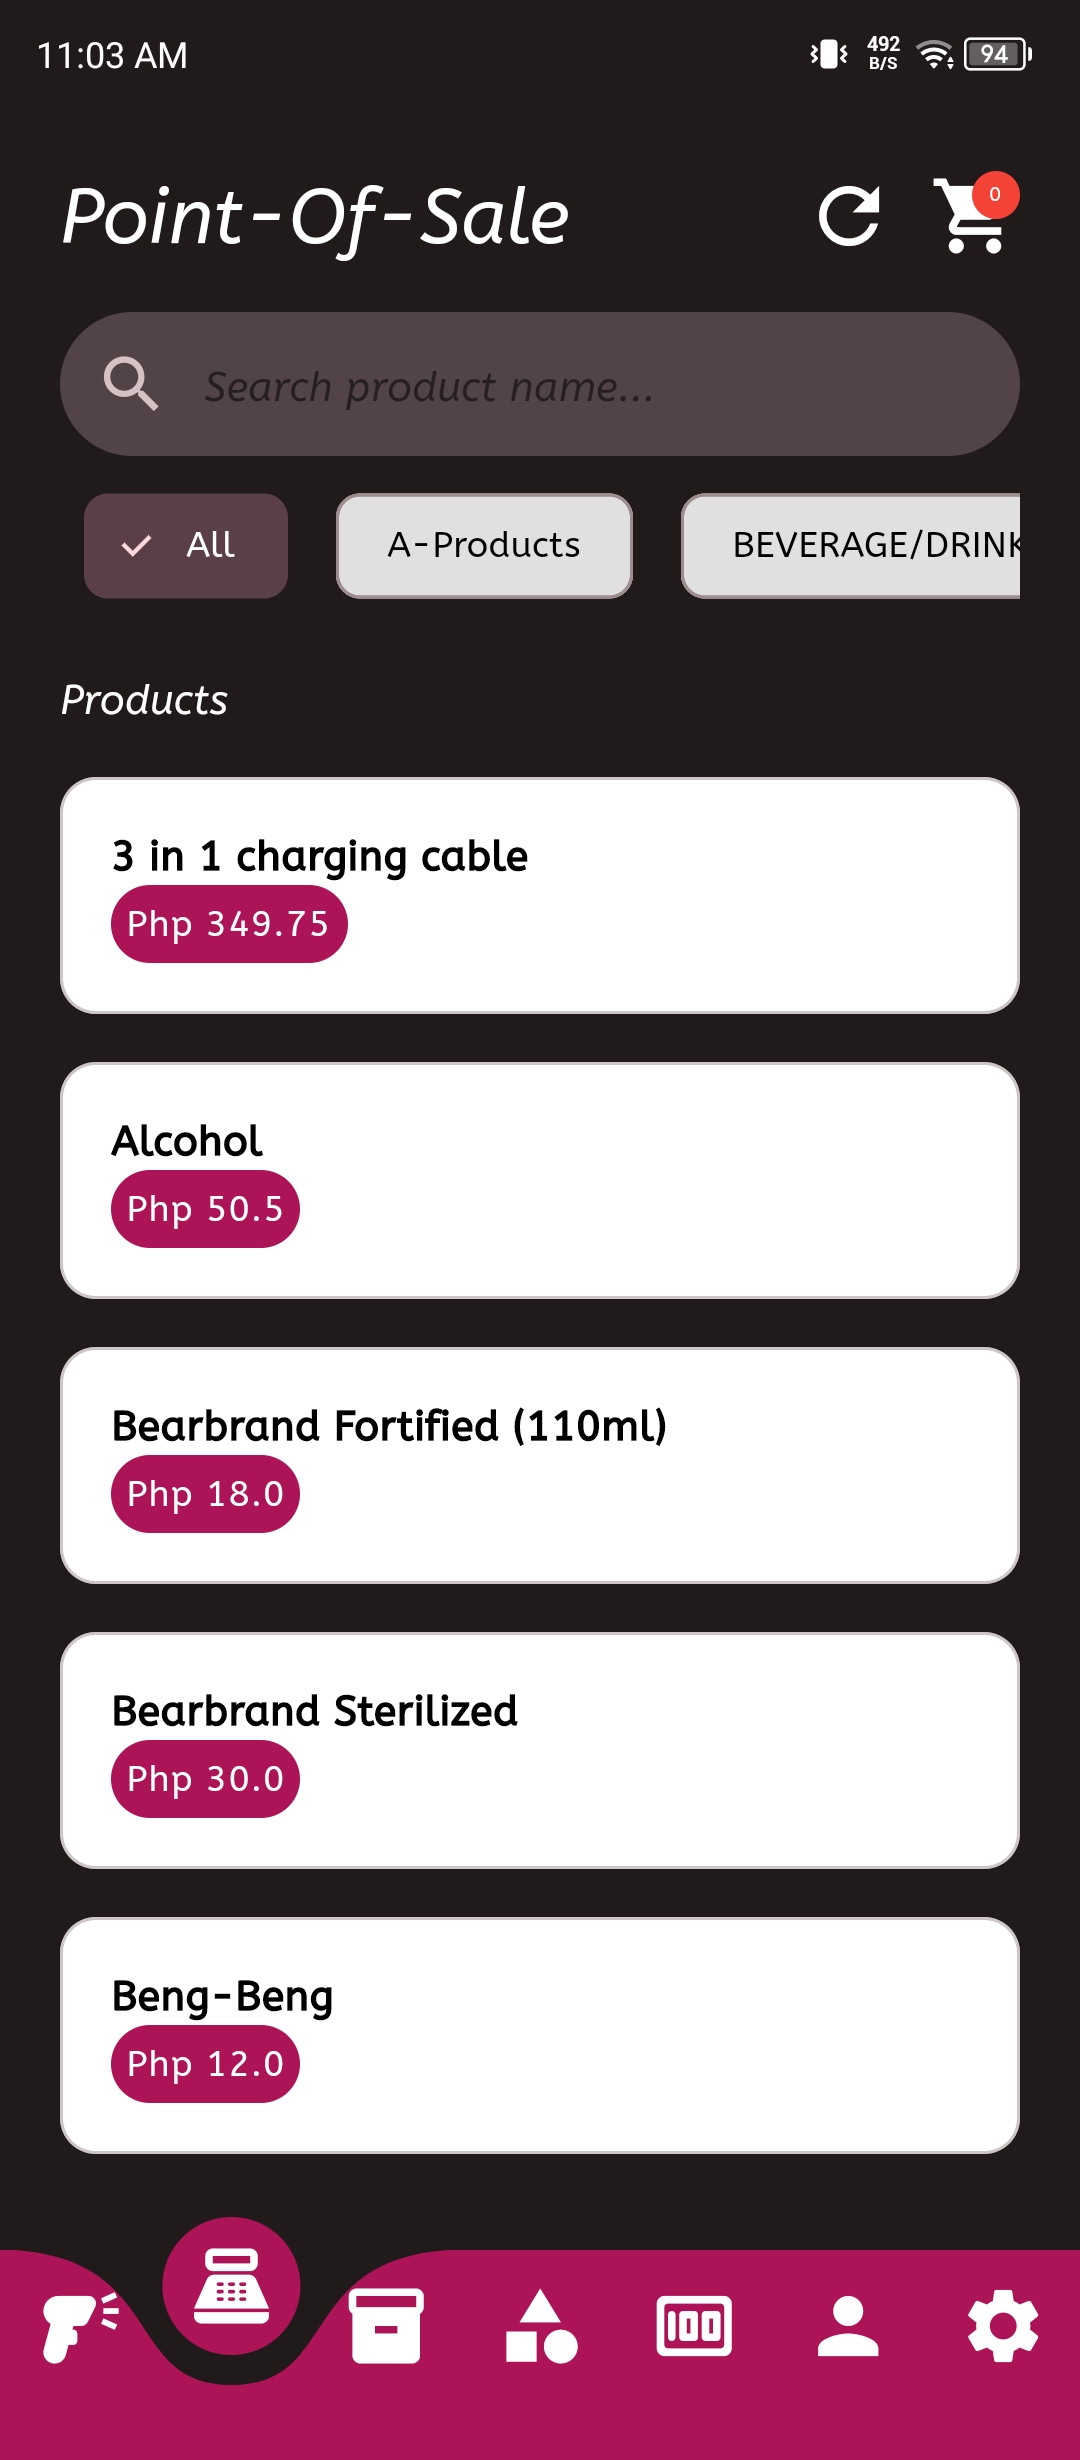 11:03 AM
492
B/S
94
Point-Of-Sale
0
Search product name...
All
A-Products
BEVERAGE/DRINK
Products
3 in 1 charging cable
Php 349.75
Alcohol
Php 50.5
Bearbrand Fortified (110ml)
Php 18.0
Bearbrand Sterilized
Php 30.0
Beng-Beng
Php 12.0